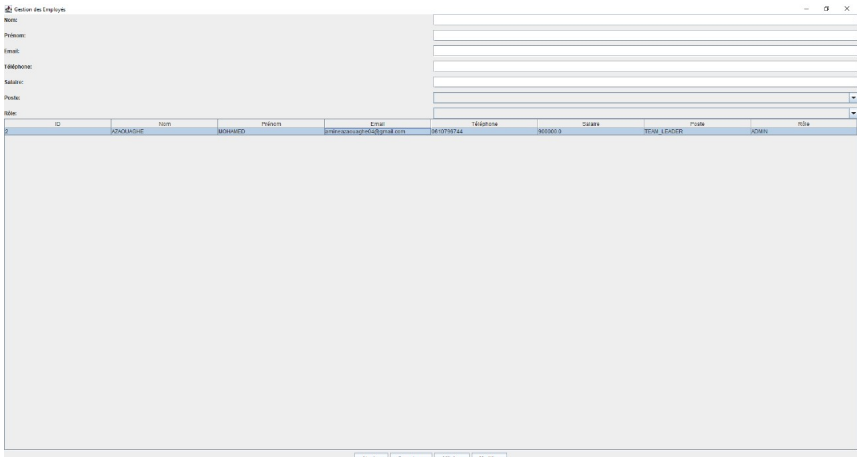 Gestion des Employés
Nom:
Prénom:
Email:
Téléphone:
Salaire:
Poste:
Rôle:
ID Nom Prénom Email Téléphone Salaire Poste Rôle
2 AZAOUAGHE MOHAMED TEAM_LEADER ADMIN